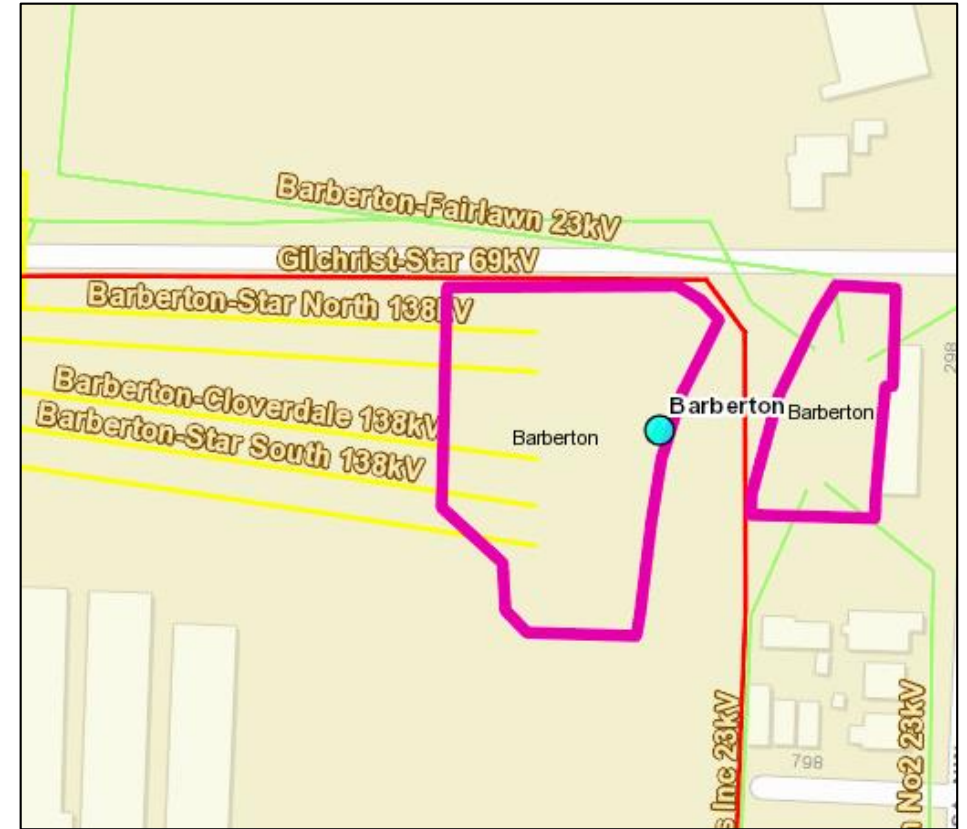 Barberton-Fairlawn 23kV
Gilchrist-Star 69kV
Barberton-Star North 138kV
Barberton-Cloverdale 138kV
Barberton-Star South 138kV
Barberton
Barberton
Barberton
298
s Inc 23kV
No2 23kV
798